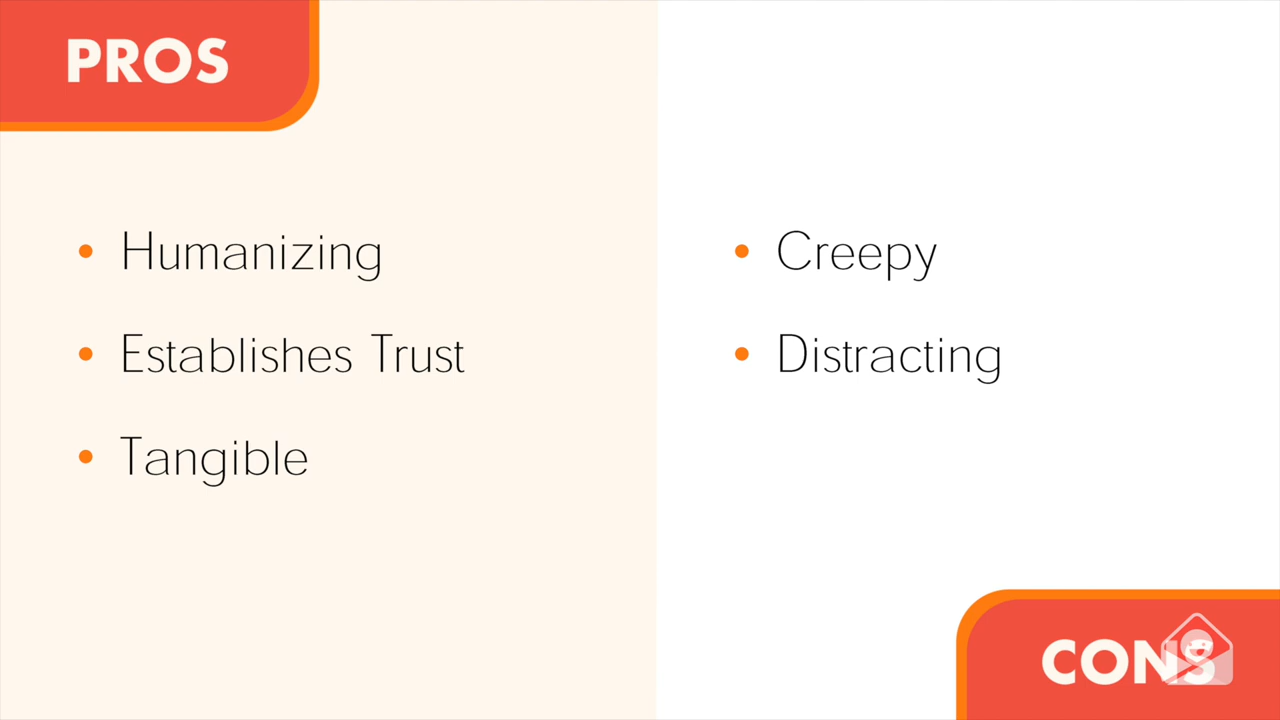 PROS
Humanizing
Establishes Trust
Tangible
Creepy
Distracting
CONS